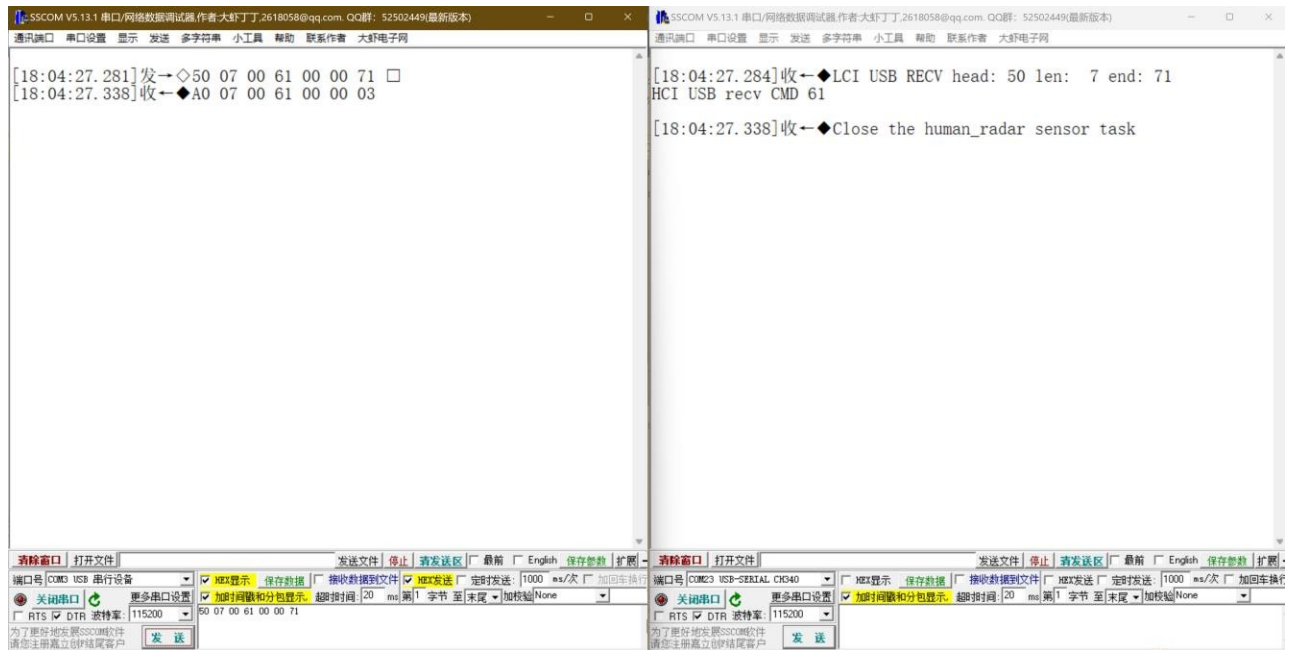 SSCOM V5.13.1 串口/网络数据调试器,作者:大虾丁丁,2618058@qq.com. QQ群: 52502449(最新版本)
通讯端口 串口设置 显示 发送 多字符串 小工具 帮助 联系作者 大虾电子网
[18:04:27.281]发→◇50 07 00 61 00 00 71 □
[18:04:27.338]收←◆A0 07 00 61 00 00 03
清除窗口 打开文件 发送文件 停止 清发送区 最前 English 保存参数 扩展 -
端口号 COM3 USB 串行设备 HEX显示 保存数据 接收数据到文件 HEX发送 定时发送: 1000 ms/次 加回车换行
关闭串口 更多串口设置 加时间戳和分包显示. 超时时间: 20 ms 第1 字节 至 末尾 加校验 None
RTS DTR 波特率: 115200 50 07 00 61 00 00 71
为了更好地发展SSCOM软件
请您注册嘉立创F结尾客户 发 送
SSCOM V5.13.1 串口/网络数据调试器,作者:大虾丁丁,2618058@qq.com. QQ群: 52502449(最新版本)
通讯端口 串口设置 显示 发送 多字符串 小工具 帮助 联系作者 大虾电子网
[18:04:27.284]收←◆LCI USB RECV head: 50 len: 7 end: 71
HCI USB recv CMD 61
[18:04:27.338]收←◆Close the human_radar sensor task
清除窗口 打开文件 发送文件 停止 清发送区 最前 English 保存参数 扩展 -
端口号 COM23 USB-SERIAL CH340 HEX显示 保存数据 接收数据到文件 HEX发送 定时发送: 1000 ms/次 加回车换行
关闭串口 更多串口设置 加时间戳和分包显示. 超时时间: 20 ms 第1 字节 至 末尾 加校验 None
RTS DTR 波特率: 115200
为了更好地发展SSCOM软件
请您注册嘉立创F结尾客户 发 送